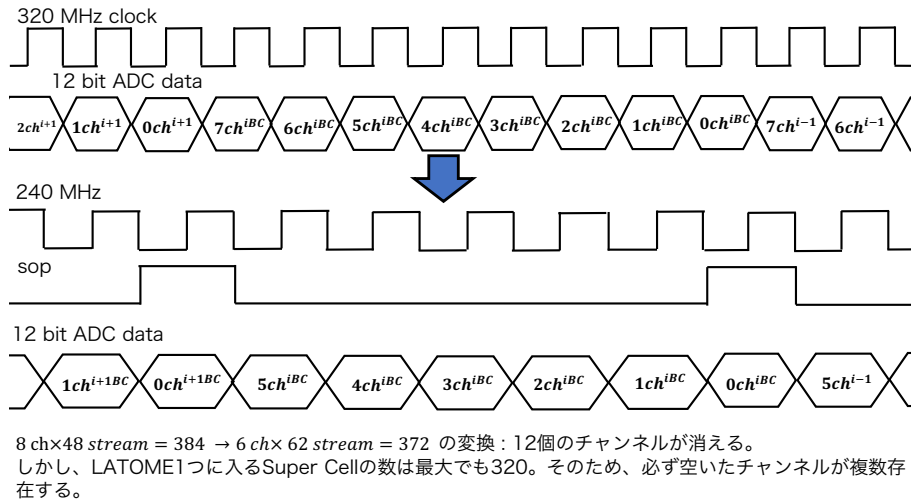 320 MHz clock
12 bit ADC data
2ch^{i+1} 1ch^{i+1} 0ch^{i+1} 7ch^{iBC} 6ch^{iBC} 5ch^{iBC} 4ch^{iBC} 3ch^{iBC} 2ch^{iBC} 1ch^{iBC} 0ch^{iBC} 7ch^{i-1} 6ch^{i-1}
240 MHz
sop
12 bit ADC data
1ch^{i+1BC} 0ch^{i+1BC} 5ch^{iBC} 4ch^{iBC} 3ch^{iBC} 2ch^{iBC} 1ch^{iBC} 0ch^{iBC} 5ch^{i-1}
8 ch×48 stream = 384 → 6 ch× 62 stream = 372 の変換 : 12個のチャンネルが消える。
しかし、LATOME1つに入るSuper Cellの数は最大でも320。そのため、必ず空いたチャンネルが複数存
在する。